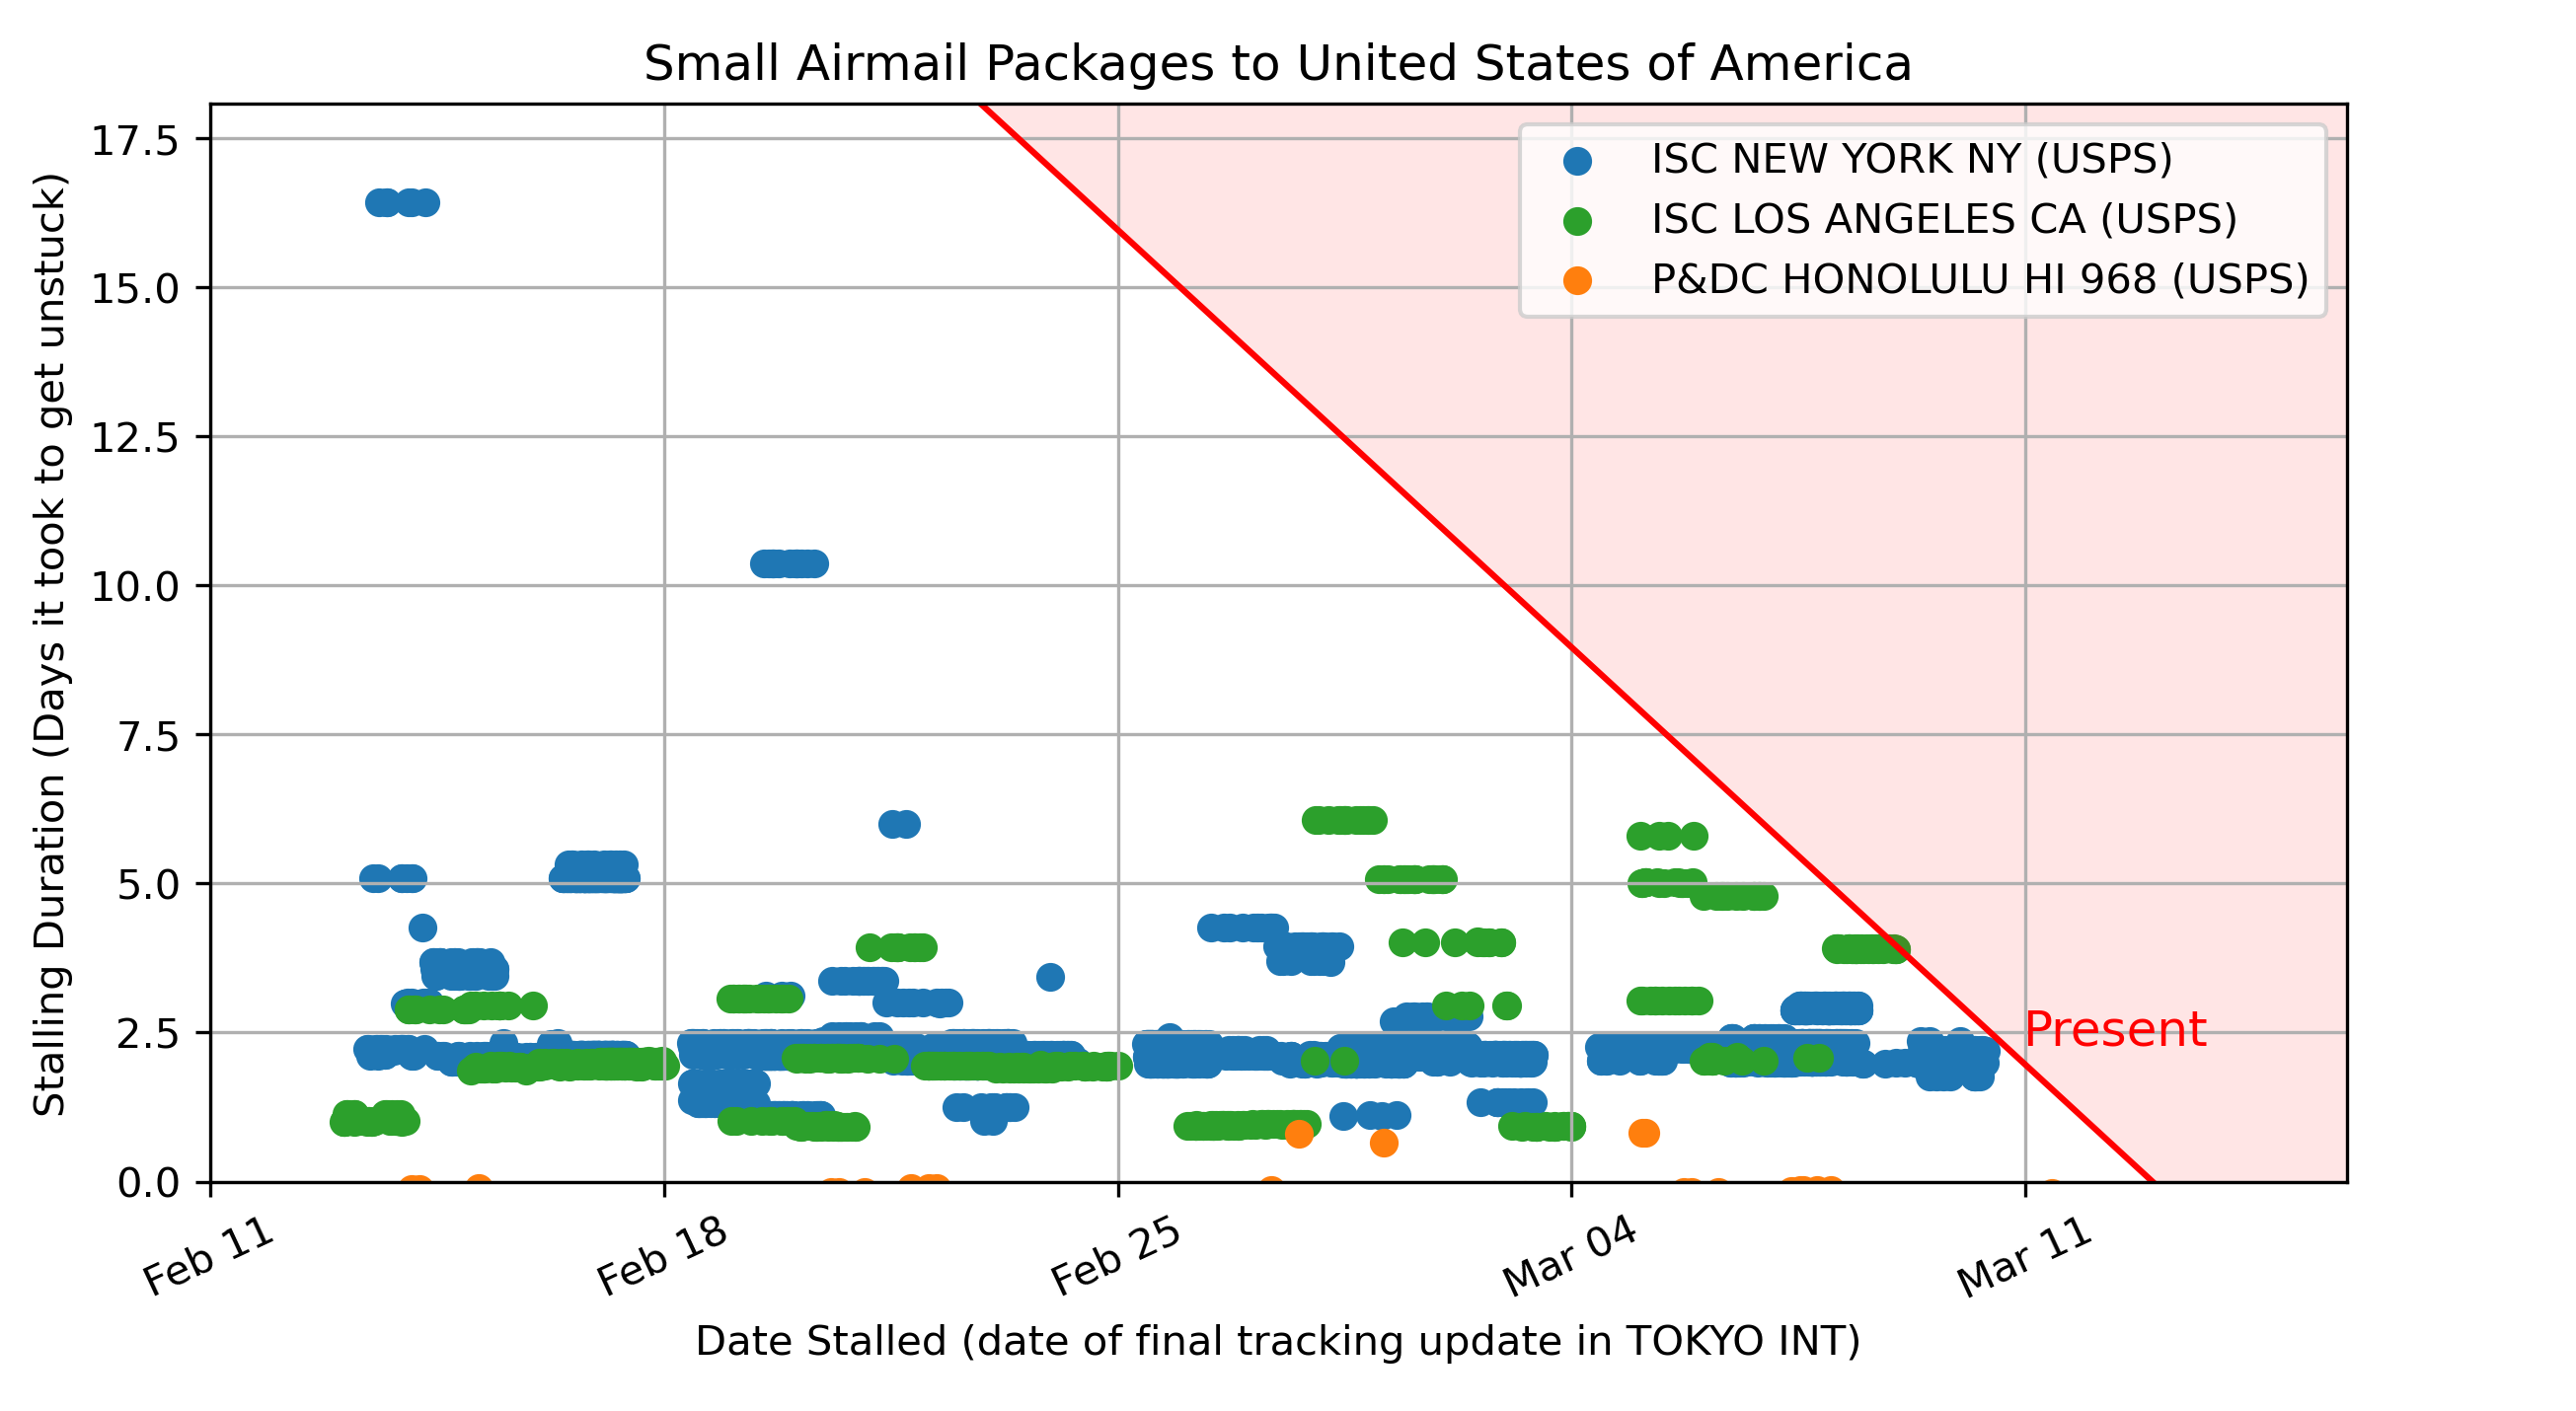 Small Airmail Packages to United States of America
Stalling Duration (Days it took to get unstuck)
17.5
15.0
12.5
10.0
7.5
5.0
2.5
0.0
ISC NEW YORK NY (USPS)
ISC LOS ANGELES CA (USPS)
P&DC HONOLULU HI 968 (USPS)
Present
Feb 11
Feb 18
Feb 25
Mar 04
Mar 11
Date Stalled (date of final tracking update in TOKYO INT)